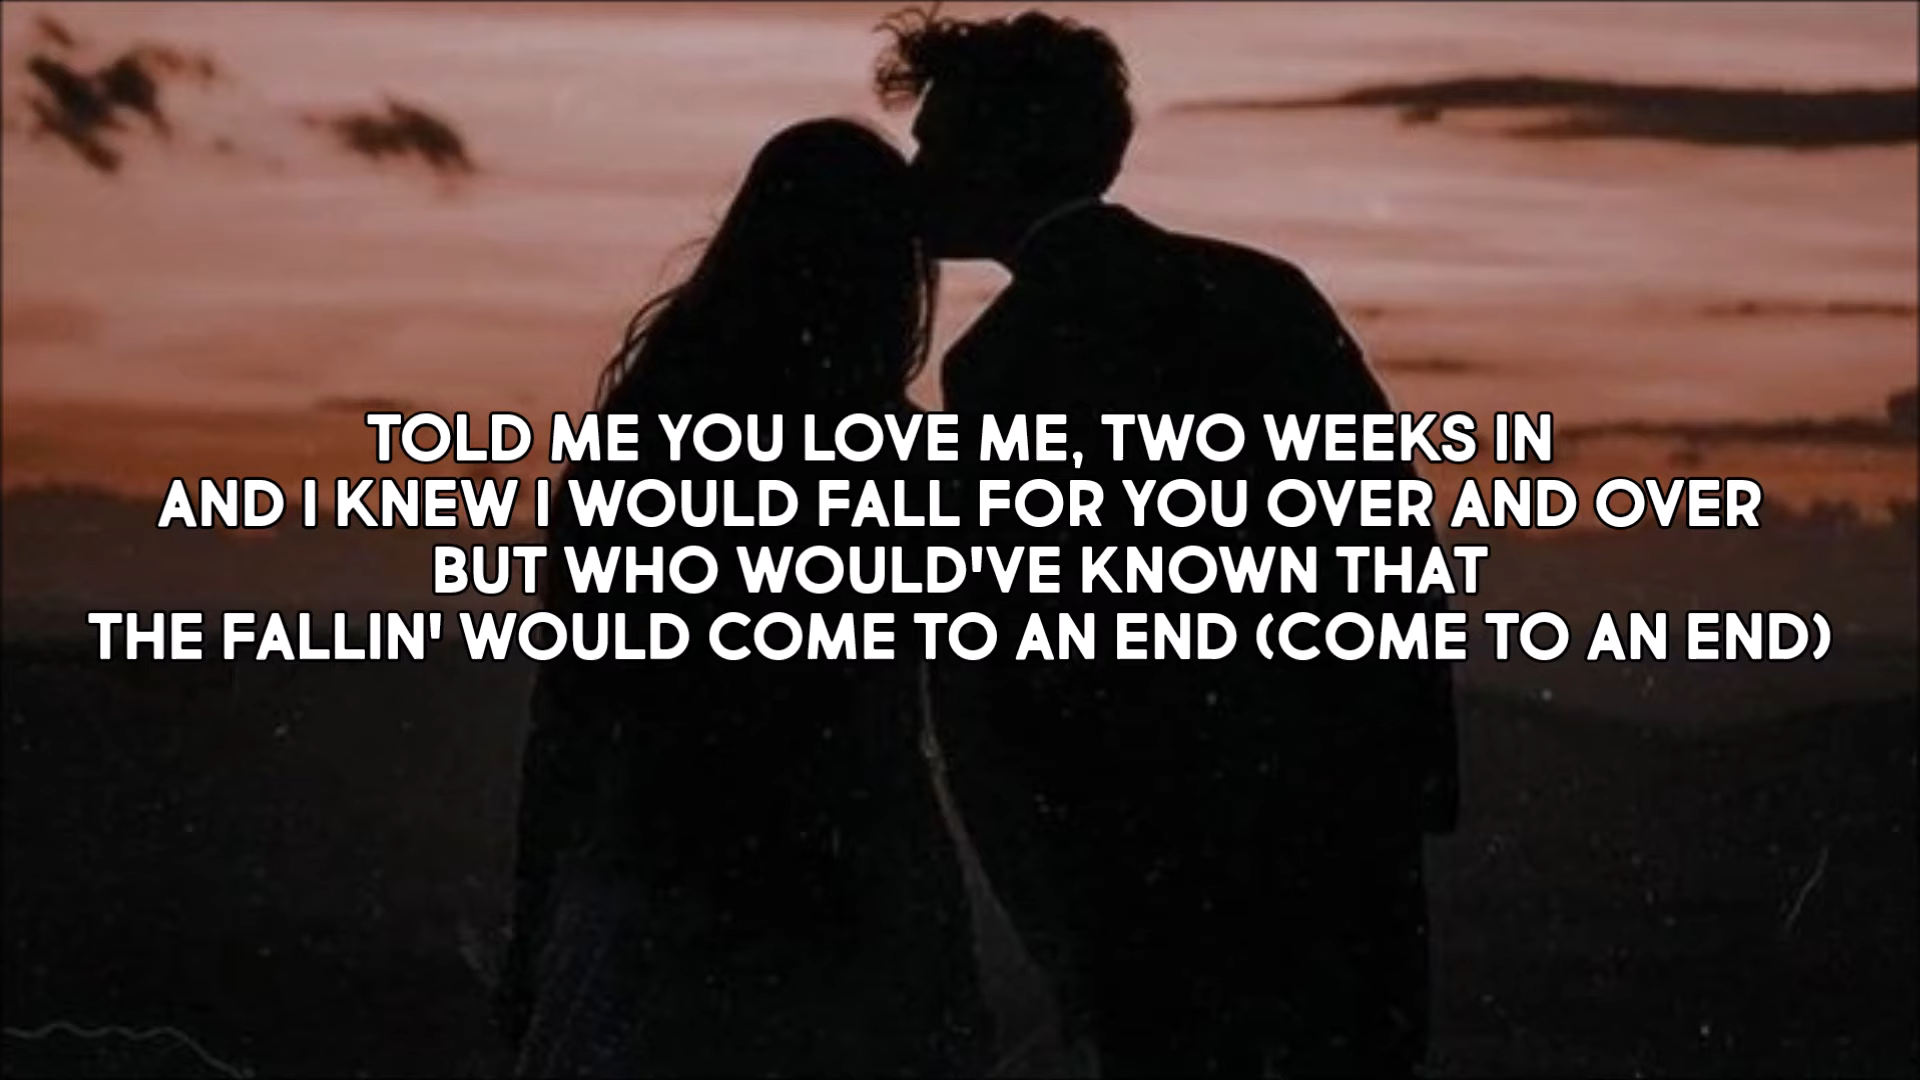 TOLD ME YOU LOVE ME, TWO WEEKS IN
AND I KNEW I WOULD FALL FOR YOU OVER AND OVER
BUT WHO WOULD'VE KNOWN THAT
THE FALLIN' WOULD COME TO AN END (COME TO AN END)